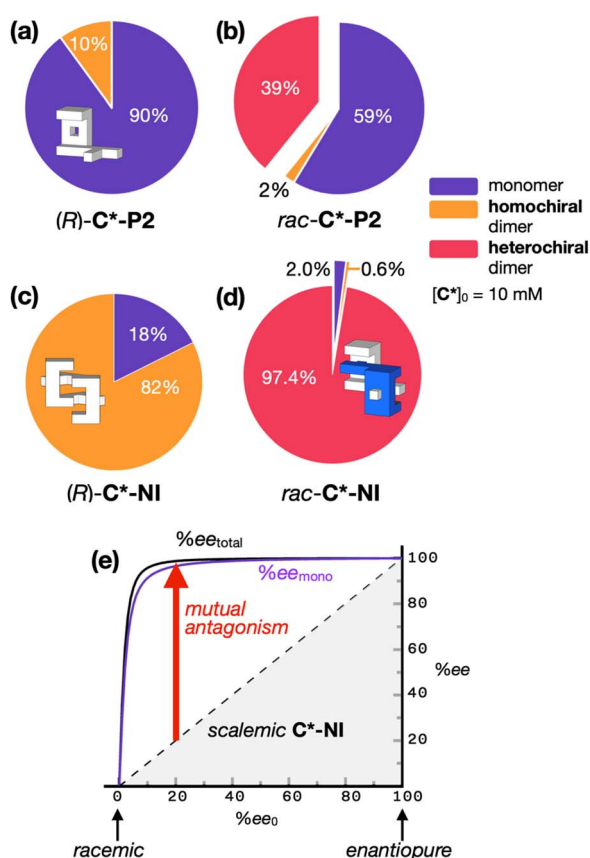 (a)
10%
90%
(R)-C*-P2
(b)
39%
59%
2%
rac-C*-P2
monomer
homochiral
dimer
heterochiral
dimer
[C*]₀ = 10 mM
(c)
18%
82%
(R)-C*-NI
(d)
2.0%
0.6%
97.4%
rac-C*-NI
(e)
%ee_total
%ee_mono
mutual
antagonism
scalemic C*-NI
100
80
60
40
20
%ee
0 20 40 60 80 100
%ee₀
racemic
enantiopure